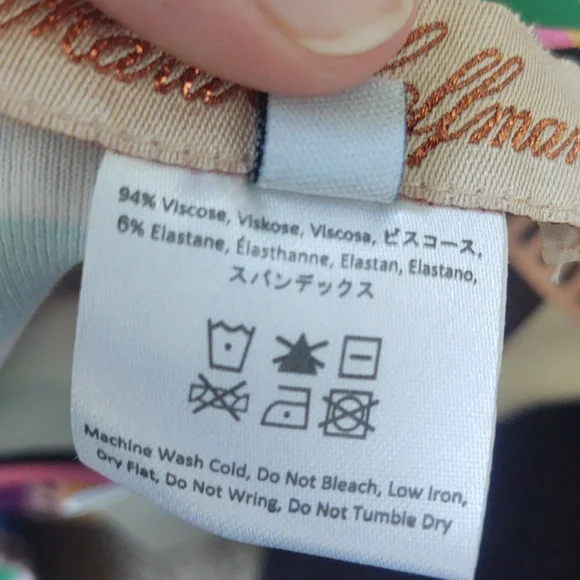 94% Viscose, Viskose, Viscosa, ビスコース,
6% Elastane, Élasthanne, Elastan, Elastano,
スパンデックス
Machine Wash Cold, Do Not Bleach, Low Iron,
Dry Flat, Do Not Wring, Do Not Tumble Dry